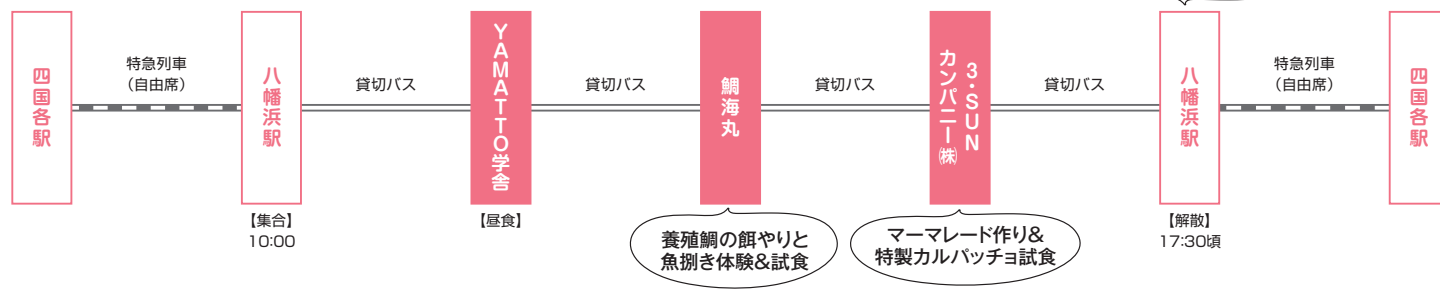 四国各駅
特急列車
(自由席)
八幡浜駅
【集合】
10:00
貸切バス
YAMATTO学舎
【昼食】
貸切バス
鯛海丸
養殖鯛の餌やりと
魚捌き体験&試食
貸切バス
3・SUN
カンパニー㈱
マーマレード作り&
特製カルパッチョ試食
貸切バス
八幡浜駅
【解散】
17:30頃
特急列車
(自由席)
四国各駅